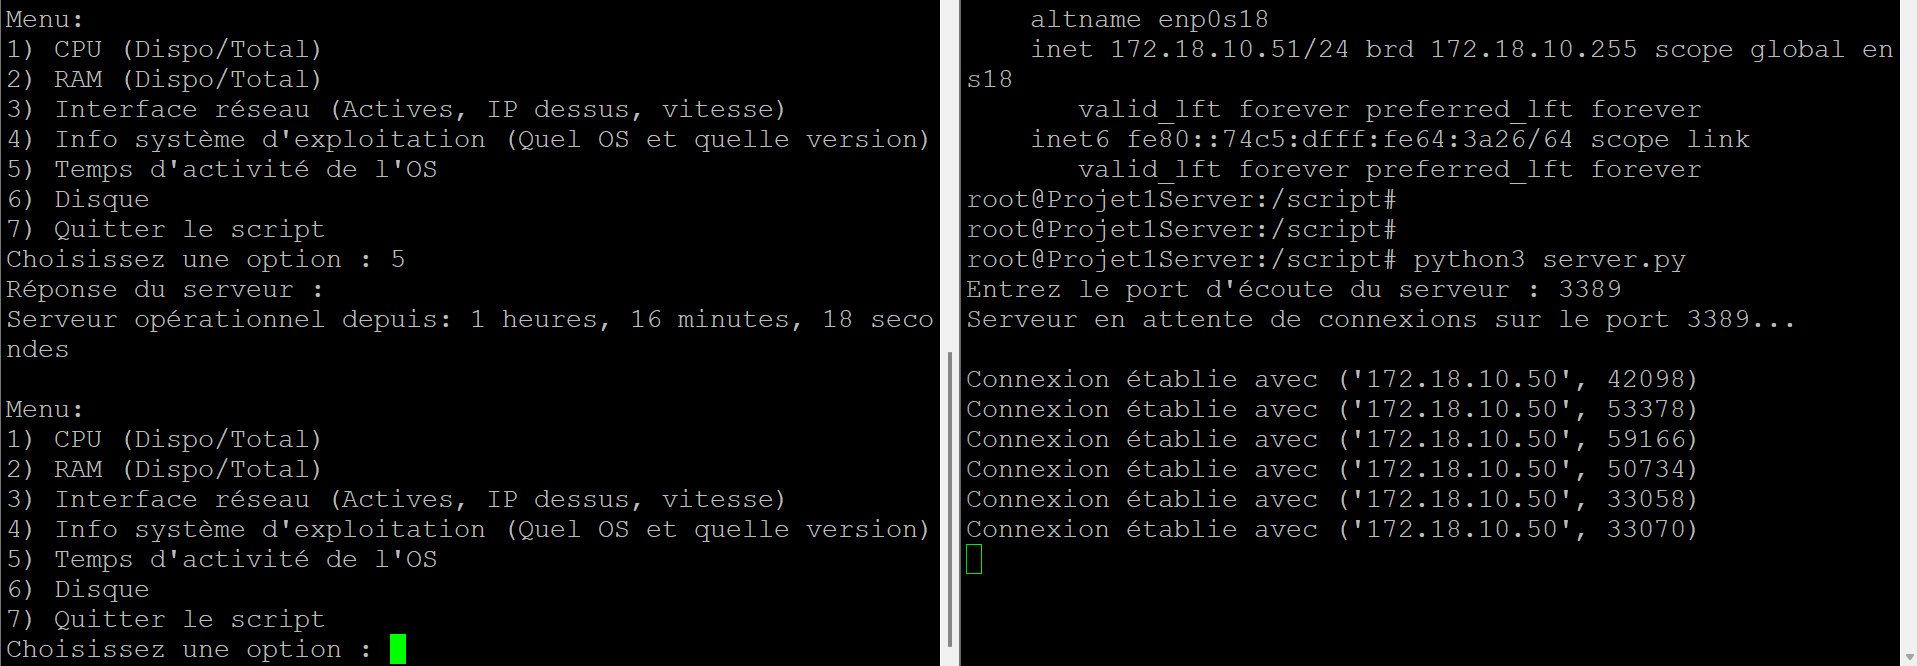 Menu:
1) CPU (Dispo/Total)
2) RAM (Dispo/Total)
3) Interface réseau (Actives, IP dessus, vitesse)
4) Info système d'exploitation (Quel OS et quelle version)
5) Temps d'activité de l'OS
6) Disque
7) Quitter le script
Choisissez une option : 5
Réponse du serveur :
Serveur opérationnel depuis: 1 heures, 16 minutes, 18 seco
ndes
Menu:
1) CPU (Dispo/Total)
2) RAM (Dispo/Total)
3) Interface réseau (Actives, IP dessus, vitesse)
4) Info système d'exploitation (Quel OS et quelle version)
5) Temps d'activité de l'OS
6) Disque
7) Quitter le script
Choisissez une option :
altname enp0s18
inet 172.18.10.51/24 brd 172.18.10.255 scope global en
s18
valid_lft forever preferred_lft forever
inet6 fe80::74c5:dfff:fe64:3a26/64 scope link
valid_lft forever preferred_lft forever
root@Projet1Server:/script#
root@Projet1Server:/script#
root@Projet1Server:/script# python3 server.py
Entrez le port d'écoute du serveur : 3389
Serveur en attente de connexions sur le port 3389...
Connexion établie avec ('172.18.10.50', 42098)
Connexion établie avec ('172.18.10.50', 53378)
Connexion établie avec ('172.18.10.50', 59166)
Connexion établie avec ('172.18.10.50', 50734)
Connexion établie avec ('172.18.10.50', 33058)
Connexion établie avec ('172.18.10.50', 33070)